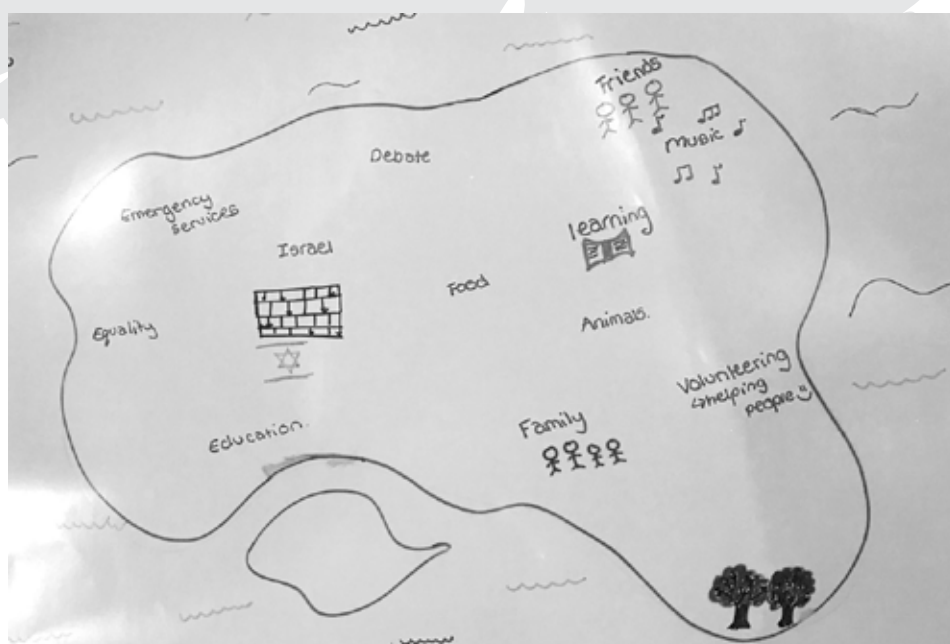 Friends
music
Debate
Emergency
services
learning
Israel
Food
Animals.
Equality
Volunteering
↳helping
people☺
Family
Education.